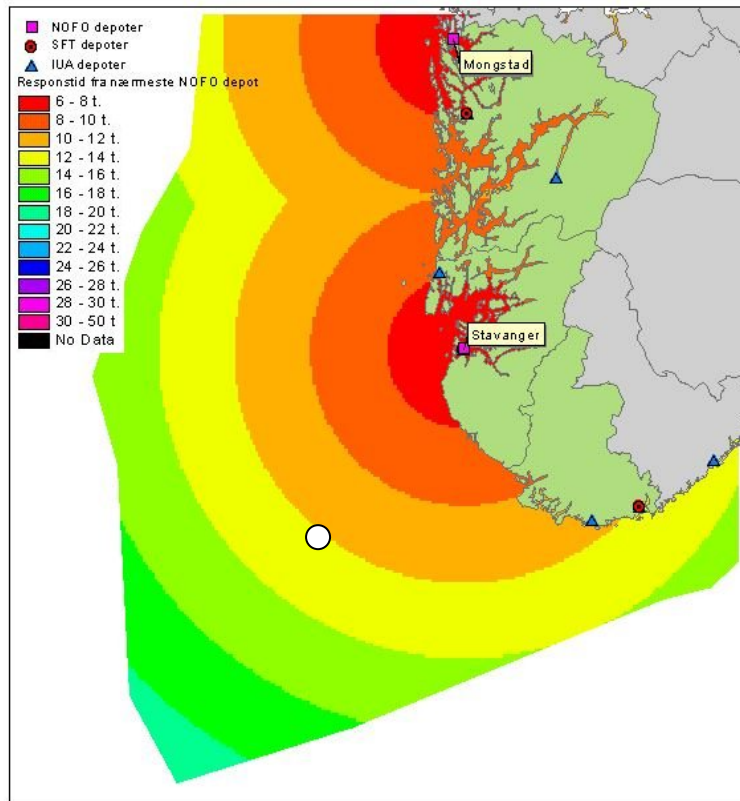 NOFO depoter
SFT depoter
IUA depoter
Responstid fra nærmeste NOFO depot
6 - 8 t.
8 - 10 t.
10 - 12 t.
12 - 14 t.
14 - 16 t.
16 - 18 t.
18 - 20 t.
20 - 22 t.
22 - 24 t.
24 - 26 t.
26 - 28 t.
28 - 30 t.
30 - 50 t
No Data
Mongstad
Stavanger